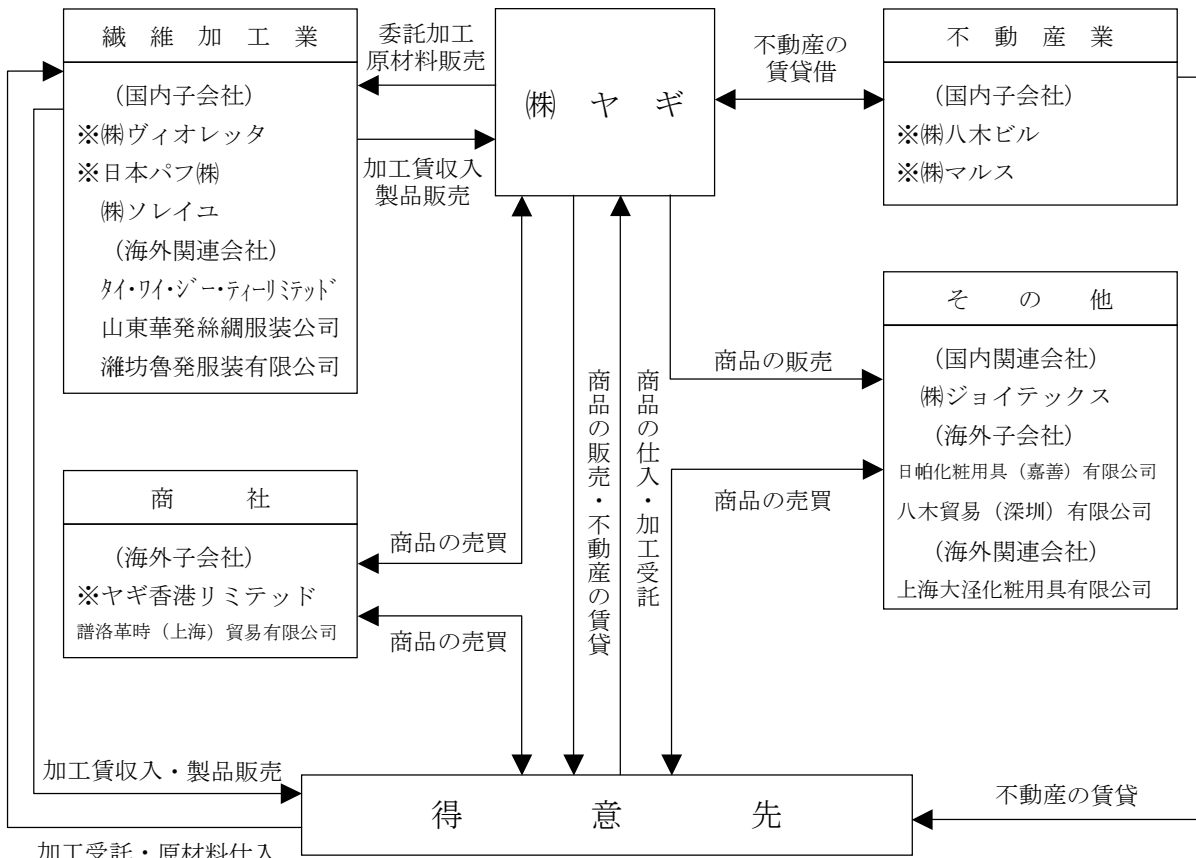 繊維加工業
(国内子会社)
※㈱ヴィオレッタ
※日本パフ㈱
㈱ソレイユ
(海外関連会社)
ﾀｲ・ﾜｲ・ｼﾞｰ・ﾃｨｰﾘﾐﾃｯﾄﾞ
山東華発絲綢服装公司
濰坊魯発服装有限公司
委託加工
原材料販売
加工賃収入
製品販売
㈱ヤギ
不動産の
賃貸借
不動産業
(国内子会社)
※㈱八木ビル
※㈱マルス
その他
(国内関連会社)
㈱ジョイテックス
(海外子会社)
日帕化粧用具（嘉善）有限公司
八木貿易（深圳）有限公司
(海外関連会社)
上海大淫化粧用具有限公司
商品の販売
商品の売買
商品の販売・不動産の賃貸
商品の仕入・加工受託
商社
(海外子会社)
※ヤギ香港リミテッド
譜洛革時（上海）貿易有限公司
商品の売買
商品の売買
加工賃収入・製品販売
得意先
不動産の賃貸
加工受託・原材料仕入